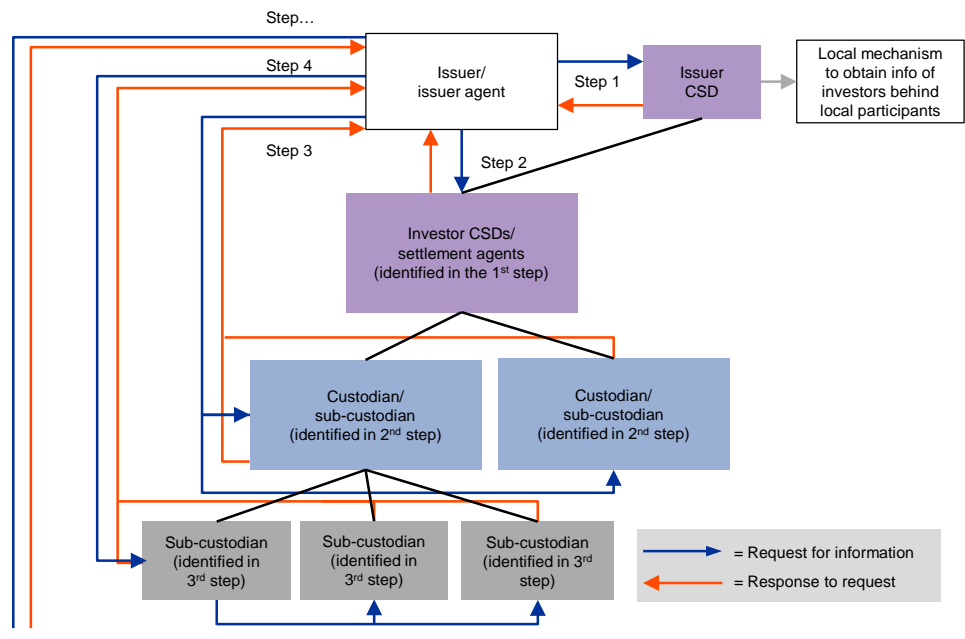 Step…
Issuer/
issuer agent
Step 1
Issuer
CSD
Local mechanism
to obtain info of
investors behind
local participants
Step 4
Step 3
Step 2
Investor CSDs/
settlement agents
(identified in the 1st step)
Custodian/
sub-custodian
(identified in 2nd step)
Custodian/
sub-custodian
(identified in 2nd step)
Sub-custodian
(identified in
3rd step)
Sub-custodian
(identified in
3rd step)
Sub-custodian
(identified in 3rd
step)
= Request for information
= Response to request